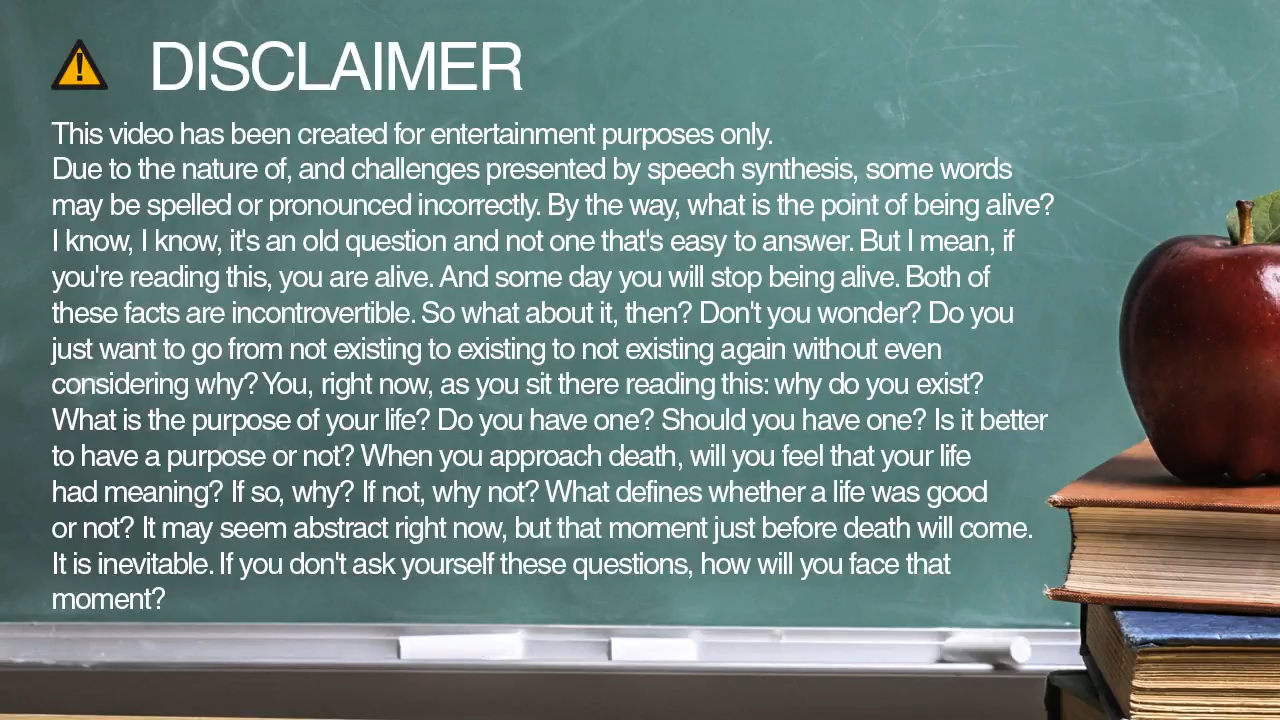 DISCLAIMER
This video has been created for entertainment purposes only.
Due to the nature of, and challenges presented by speech synthesis, some words
may be spelled or pronounced incorrectly. By the way, what is the point of being alive?
I know, I know, it's an old question and not one that's easy to answer. But I mean, if
you're reading this, you are alive. And some day you will stop being alive. Both of
these facts are incontrovertible. So what about it, then? Don't you wonder? Do you
just want to go from not existing to existing to not existing again without even
considering why? You, right now, as you sit there reading this: why do you exist?
What is the purpose of your life? Do you have one? Should you have one? Is it better
to have a purpose or not? When you approach death, will you feel that your life
had meaning? If so, why? If not, why not? What defines whether a life was good
or not? It may seem abstract right now, but that moment just before death will come.
It is inevitable. If you don't ask yourself these questions, how will you face that
moment?